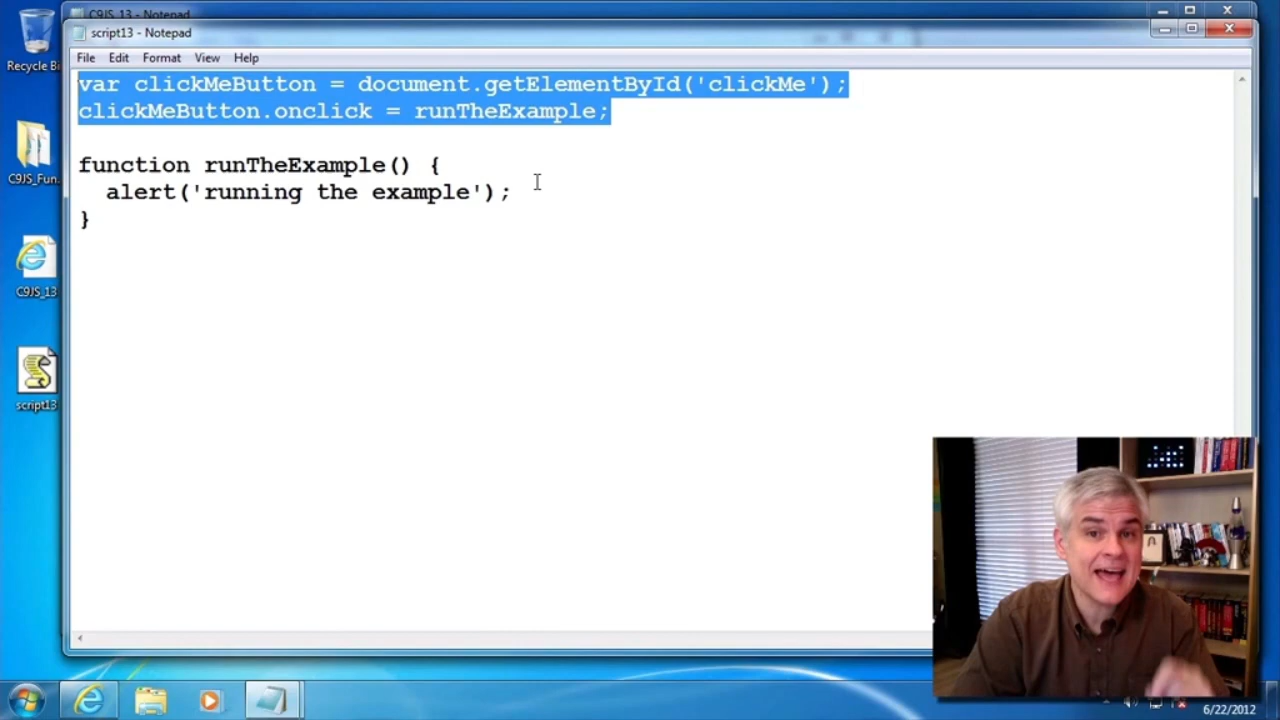 C9JS_13 - Notepad
script13 - Notepad
File Edit Format View Help
var clickMeButton = document.getElementById('clickMe');
clickMeButton.onclick = runTheExample;
function runTheExample() {
alert('running the example');
}
Recycle Bi
C9JS_Fun.
C9JS_13
script13
6/22/2012